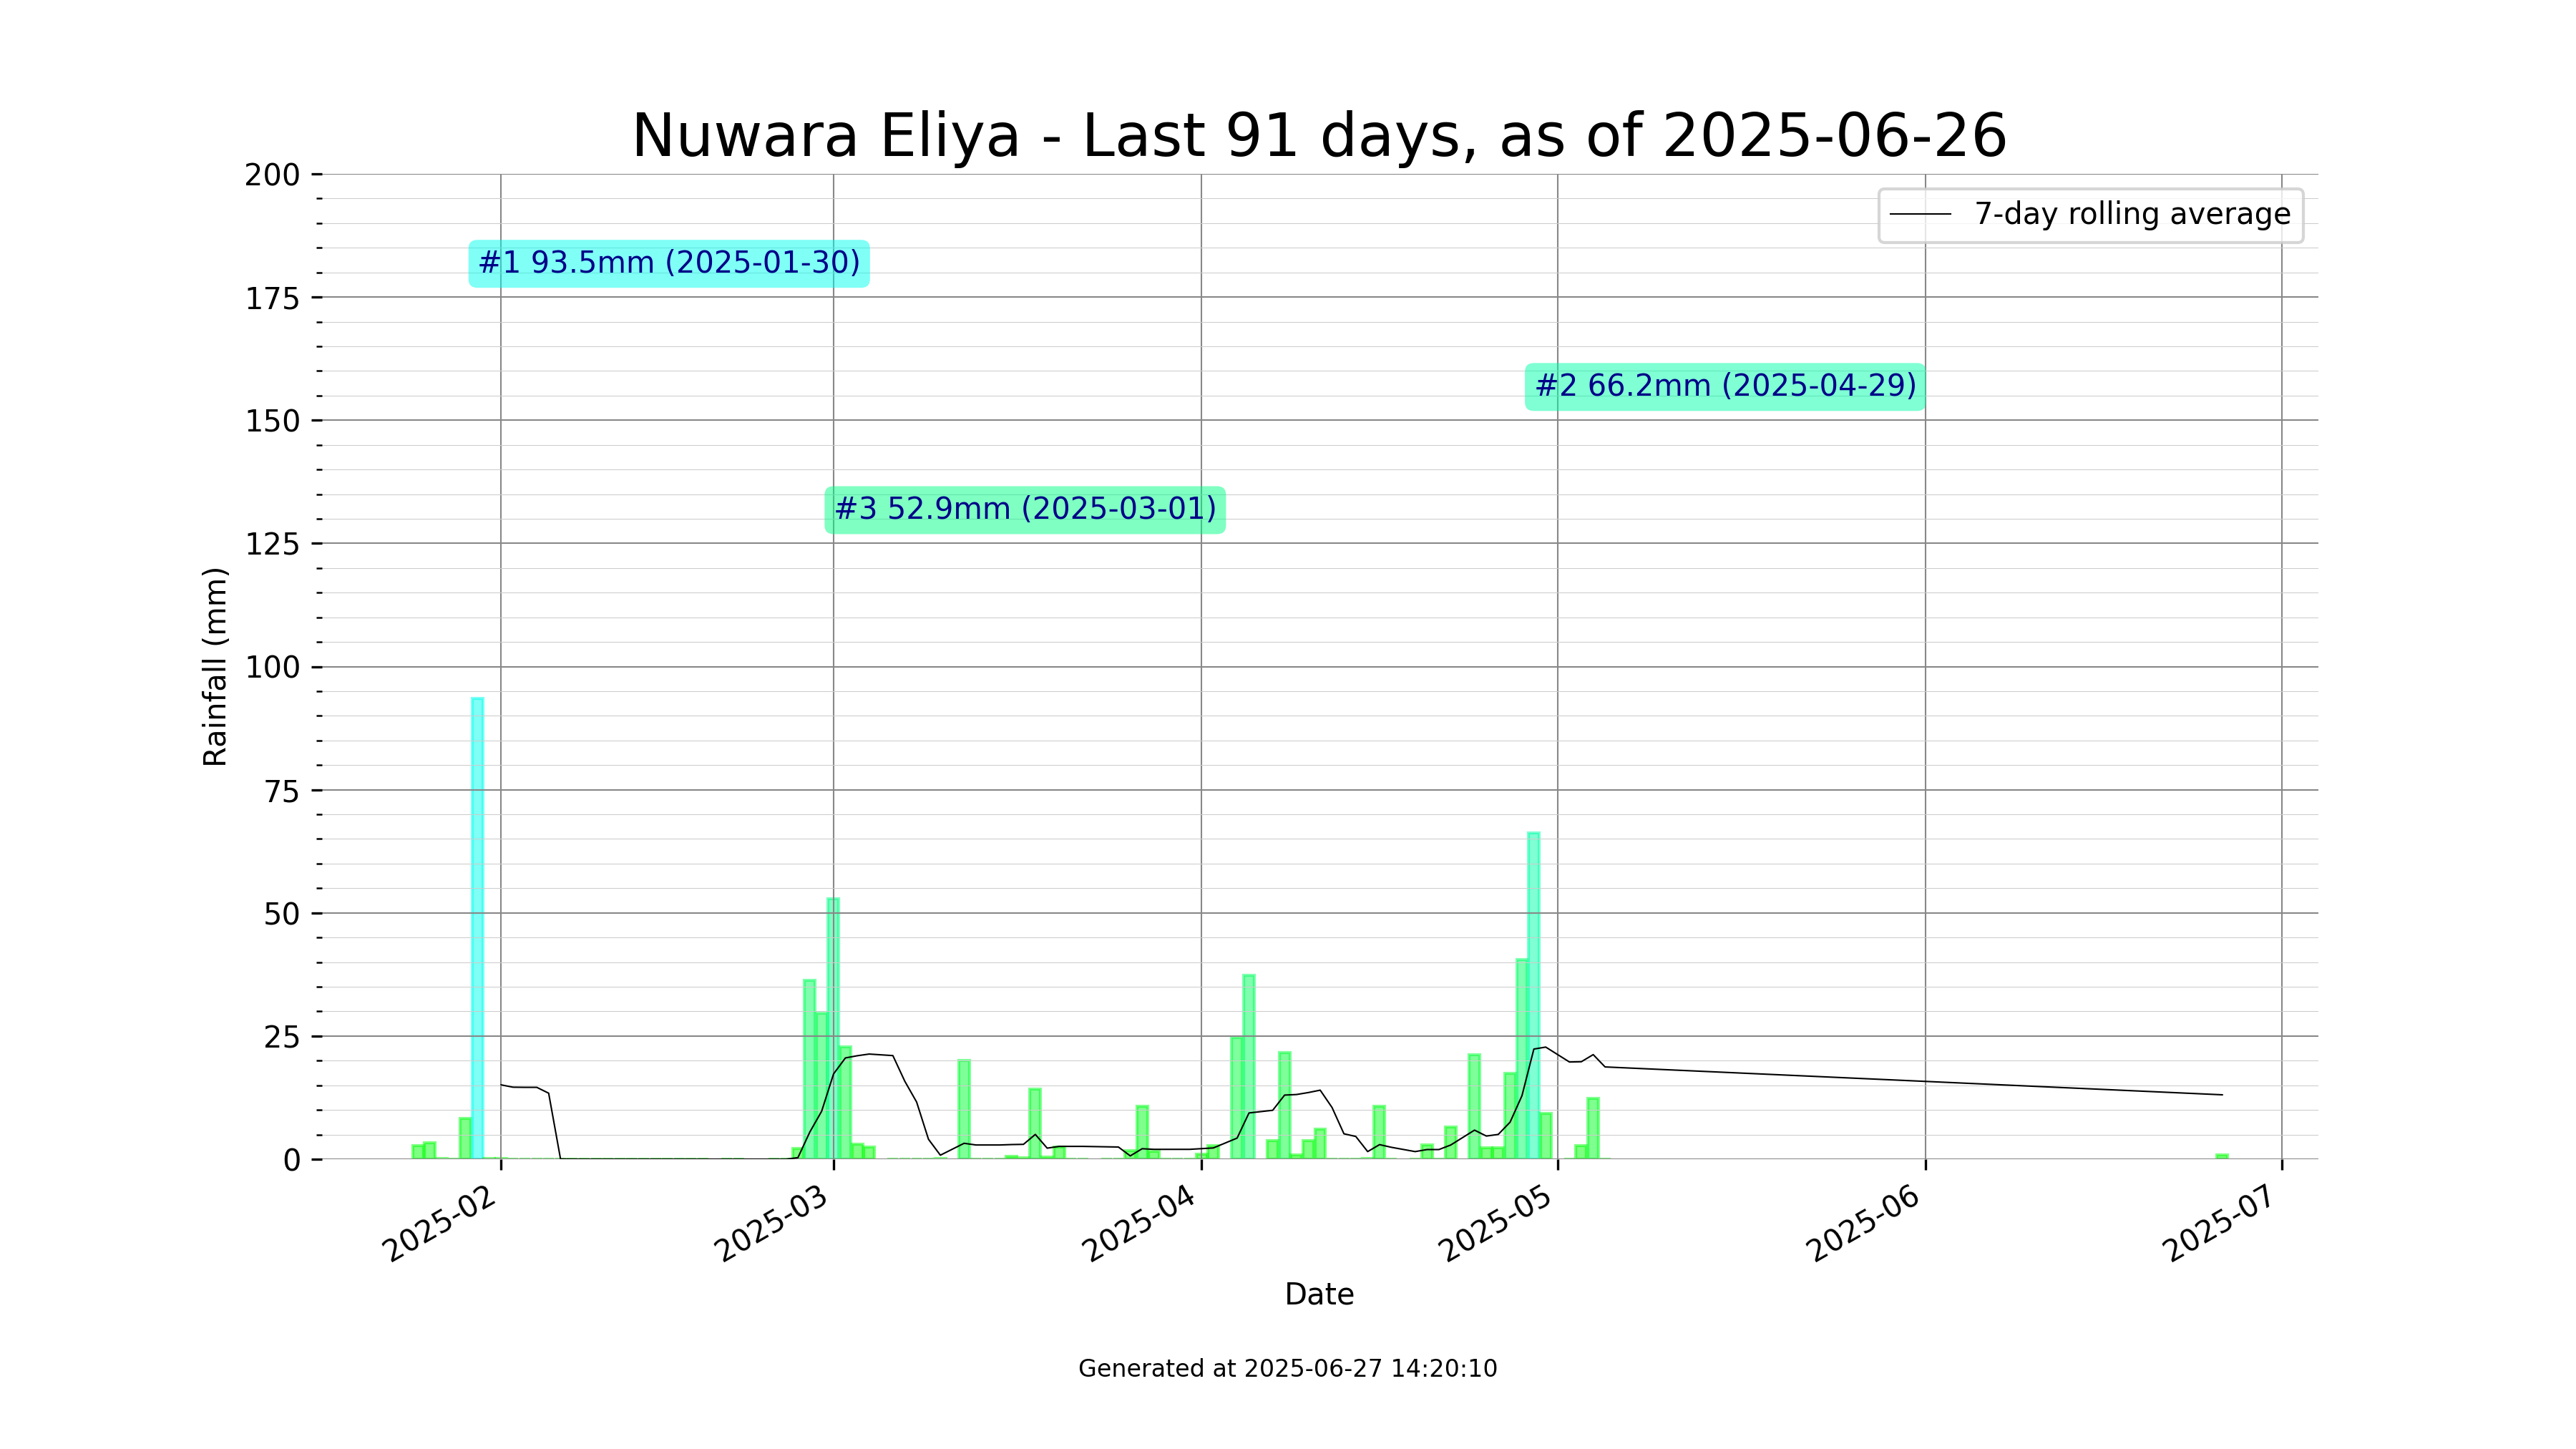 Nuwara Eliya - Last 91 days, as of 2025-06-26
7-day rolling average
#1 93.5mm (2025-01-30)
#2 66.2mm (2025-04-29)
#3 52.9mm (2025-03-01)
Rainfall (mm)
200
175
150
125
100
75
50
25
0
2025-02
2025-03
2025-04
2025-05
2025-06
2025-07
Date
Generated at 2025-06-27 14:20:10